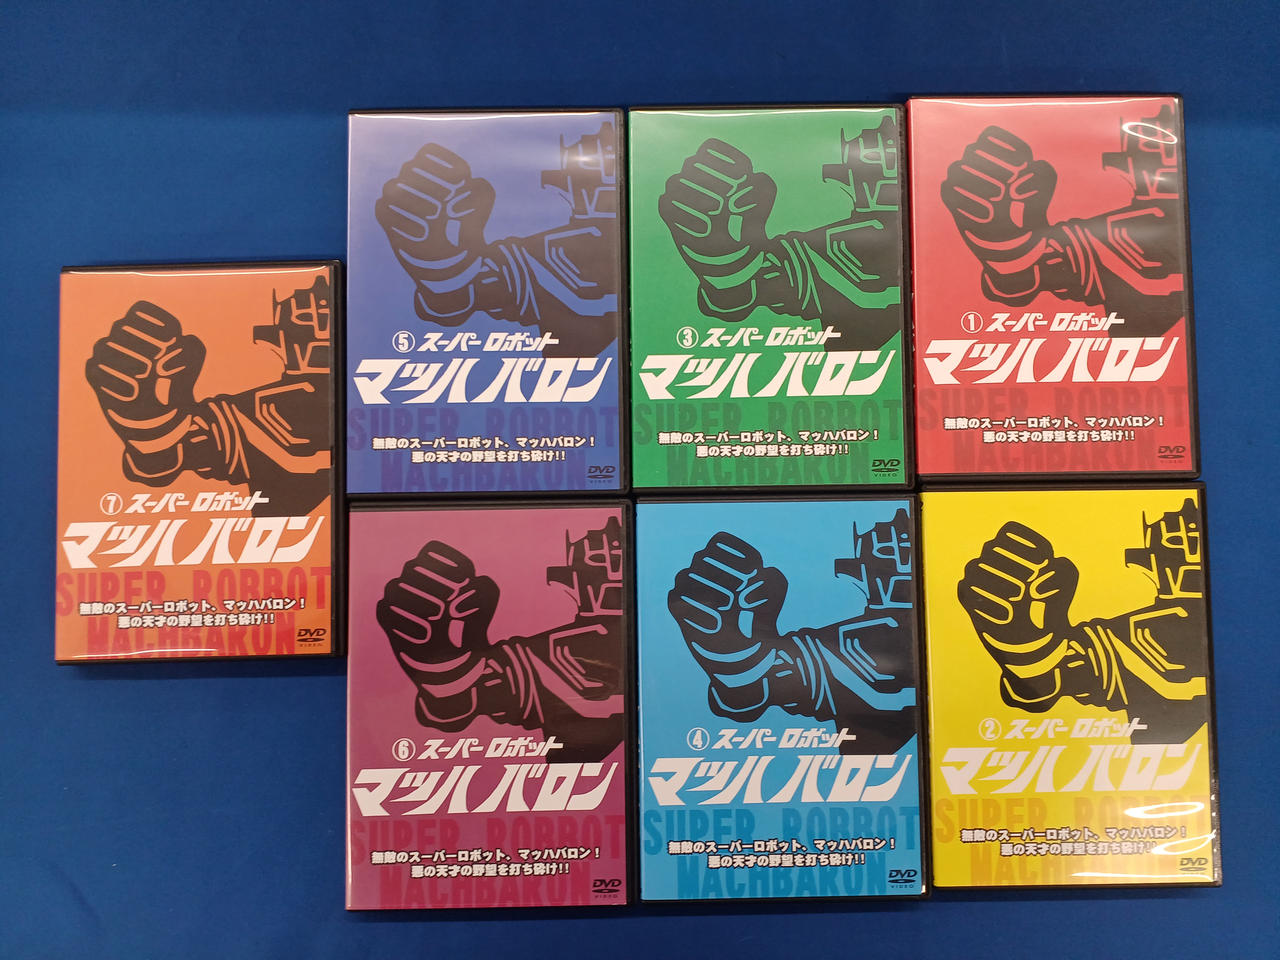 ⑤ スーパー ロボット
マッハ バロン
SUPER ROBBOT
MACHBARON
無敵のスーパーロボット、マッハバロン！
悪の天才の野望を打ち砕け!!
DVD
VIDEO
③ スーパー ロボット
マッハ バロン
SUPER ROBBOT
MACHBARON
無敵のスーパーロボット、マッハバロン！
悪の天才の野望を打ち砕け!!
DVD
VIDEO
① スーパー ロボット
マッハ バロン
SUPER ROBBOT
MACHBARON
無敵のスーパーロボット、マッハバロン！
悪の天才の野望を打ち砕け!!
DVD
VIDEO
⑦ スーパー ロボット
マッハ バロン
SUPER ROBBOT
MACHBARON
無敵のスーパーロボット、マッハバロン！
悪の天才の野望を打ち砕け!!
DVD
VIDEO
⑥ スーパー ロボット
マッハ バロン
SUPER ROBBOT
MACHBARON
無敵のスーパーロボット、マッハバロン！
悪の天才の野望を打ち砕け!!
DVD
VIDEO
④ スーパー ロボット
マッハ バロン
SUPER ROBBOT
MACHBARON
無敵のスーパーロボット、マッハバロン！
悪の天才の野望を打ち砕け!!
DVD
VIDEO
② スーパー ロボット
マッハ バロン
SUPER ROBBOT
MACHBARON
無敵のスーパーロボット、マッハバロン！
悪の天才の野望を打ち砕け!!
DVD
VIDEO